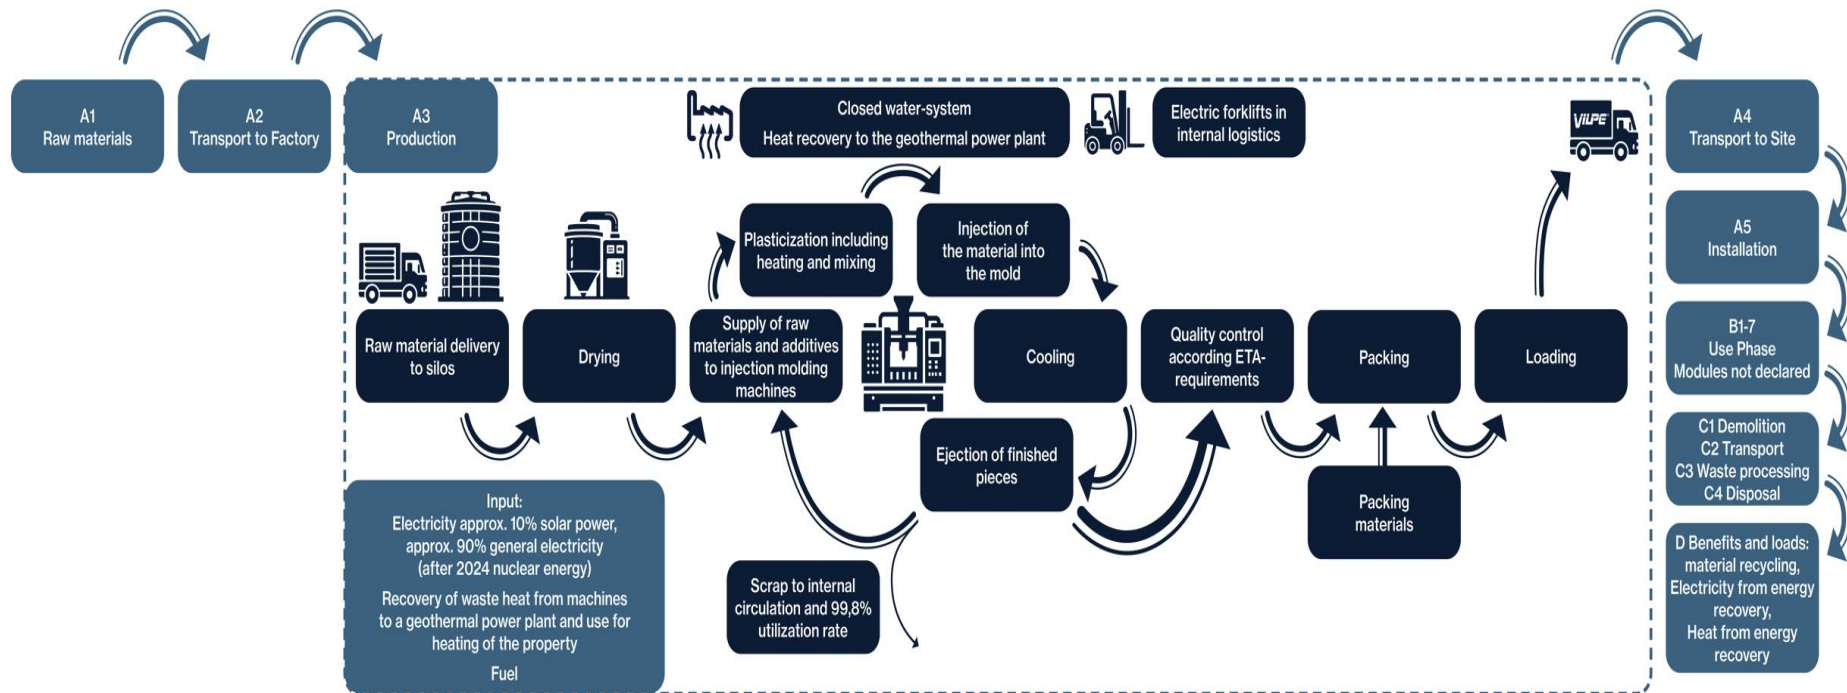 A1
Raw materials
A2
Transport to Factory
A3
Production
Closed water-system
Heat recovery to the geothermal power plant
Electric forklifts in
internal logistics
VILPE
A4
Transport to Site
Plasticization including
heating and mixing
Injection of
the material into
the mold
A5
Installation
Raw material delivery
to silos
Drying
Supply of raw
materials and additives
to injection molding
machines
Cooling
Quality control
according ETA-
requirements
Packing
Loading
B1-7
Use Phase
Modules not declared
Ejection of finished
pieces
C1 Demolition
C2 Transport
C3 Waste processing
C4 Disposal
Packing
materials
Input:
Electricity approx. 10% solar power,
approx. 90% general electricity
(after 2024 nuclear energy)
Recovery of waste heat from machines
to a geothermal power plant and use for
heating of the property
Fuel
Scrap to internal
circulation and 99,8%
utilization rate
D Benefits and loads:
material recycling,
Electricity from energy
recovery,
Heat from energy
recovery